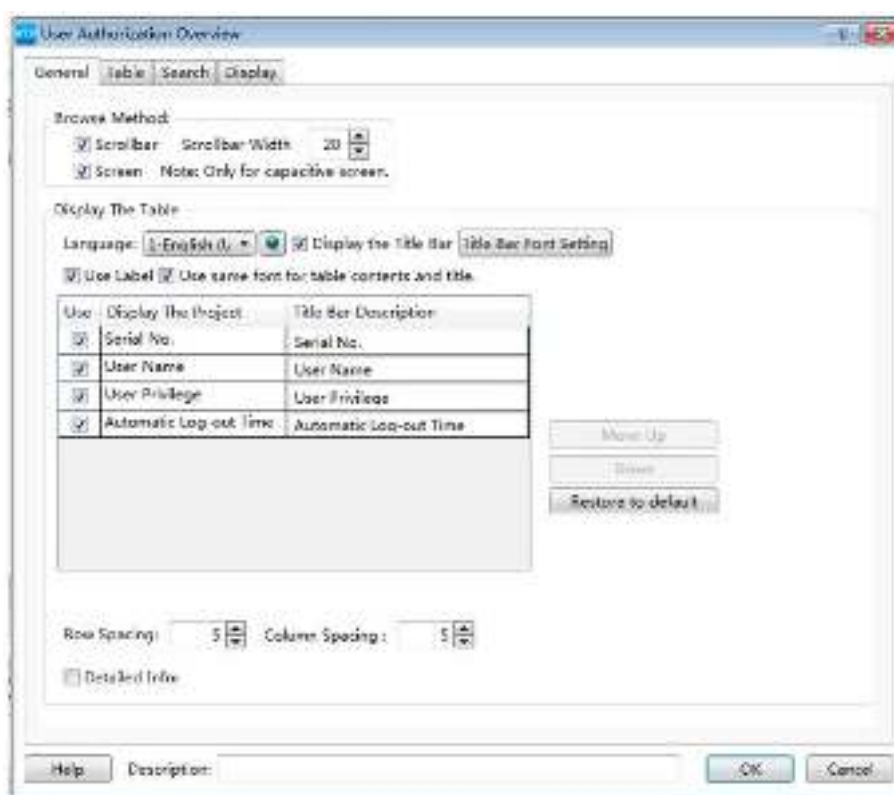 User Authorization Overview
General Table Search Display
Browse Method:
Scrollbar Scrollbar Width 20
Screen Note: Only for capacitive screen.
Display The Table
Language: 1-English (U Display the Title Bar Title Bar Font Setting
Use Label Use same font for table contents and title.
Use Display The Project Title Bar Description
Serial No. Serial No.
User Name User Name
User Privilege User Privilege
Automatic Log-out Time Automatic Log-out Time
Move Up
Down
Restore to default
Row Spacing: 5 Column Spacing : 5
Detailed Info
Help Description: OK Cancel